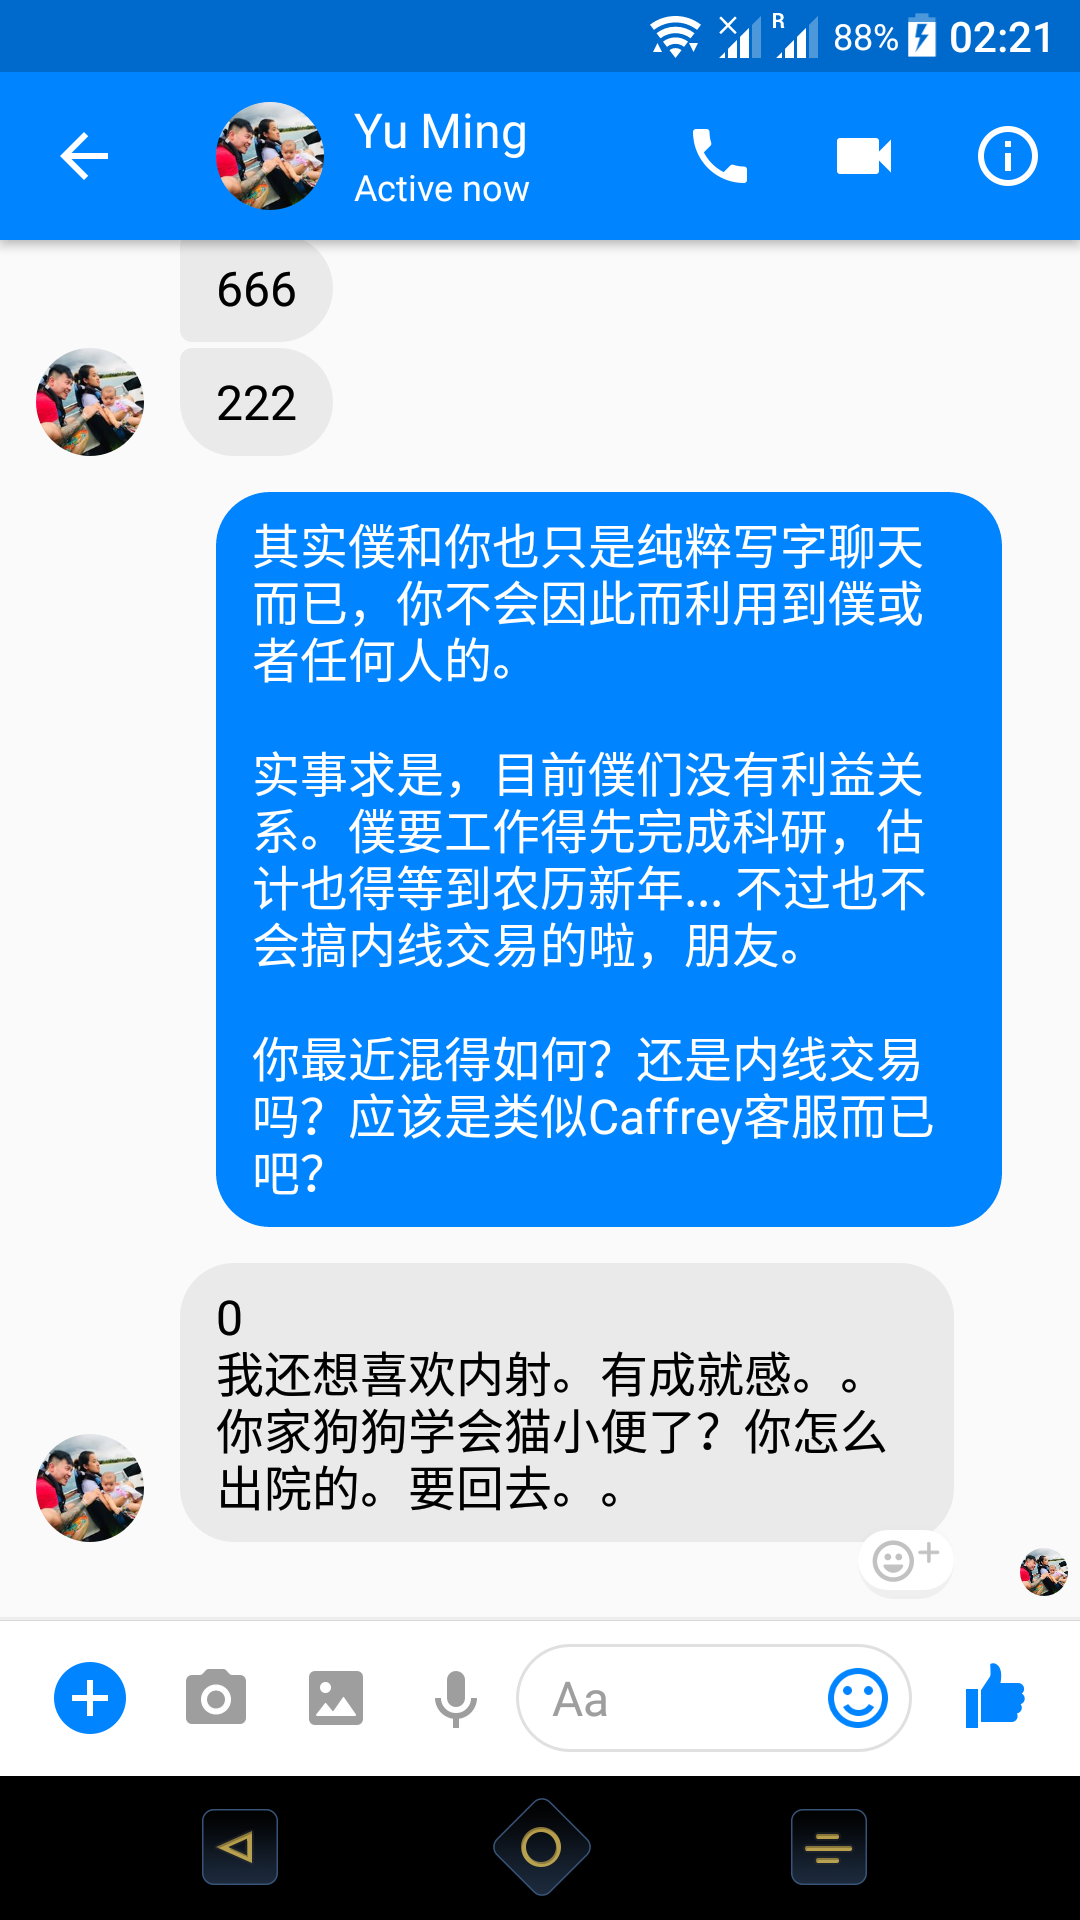 R 88% 02:21
Yu Ming
Active now
666
222
其实僕和你也只是纯粹写字聊天
而已，你不会因此而利用到僕或
者任何人的。
实事求是，目前僕们没有利益关
系。僕要工作得先完成科研，估
计也得等到农历新年... 不过也不
会搞内线交易的啦，朋友。
你最近混得如何？还是内线交易
吗？应该是类似Caffrey客服而已
吧？
0
我还想喜欢内射。有成就感。。
你家狗狗学会猫小便了？你怎么
出院的。要回去。。
Aa